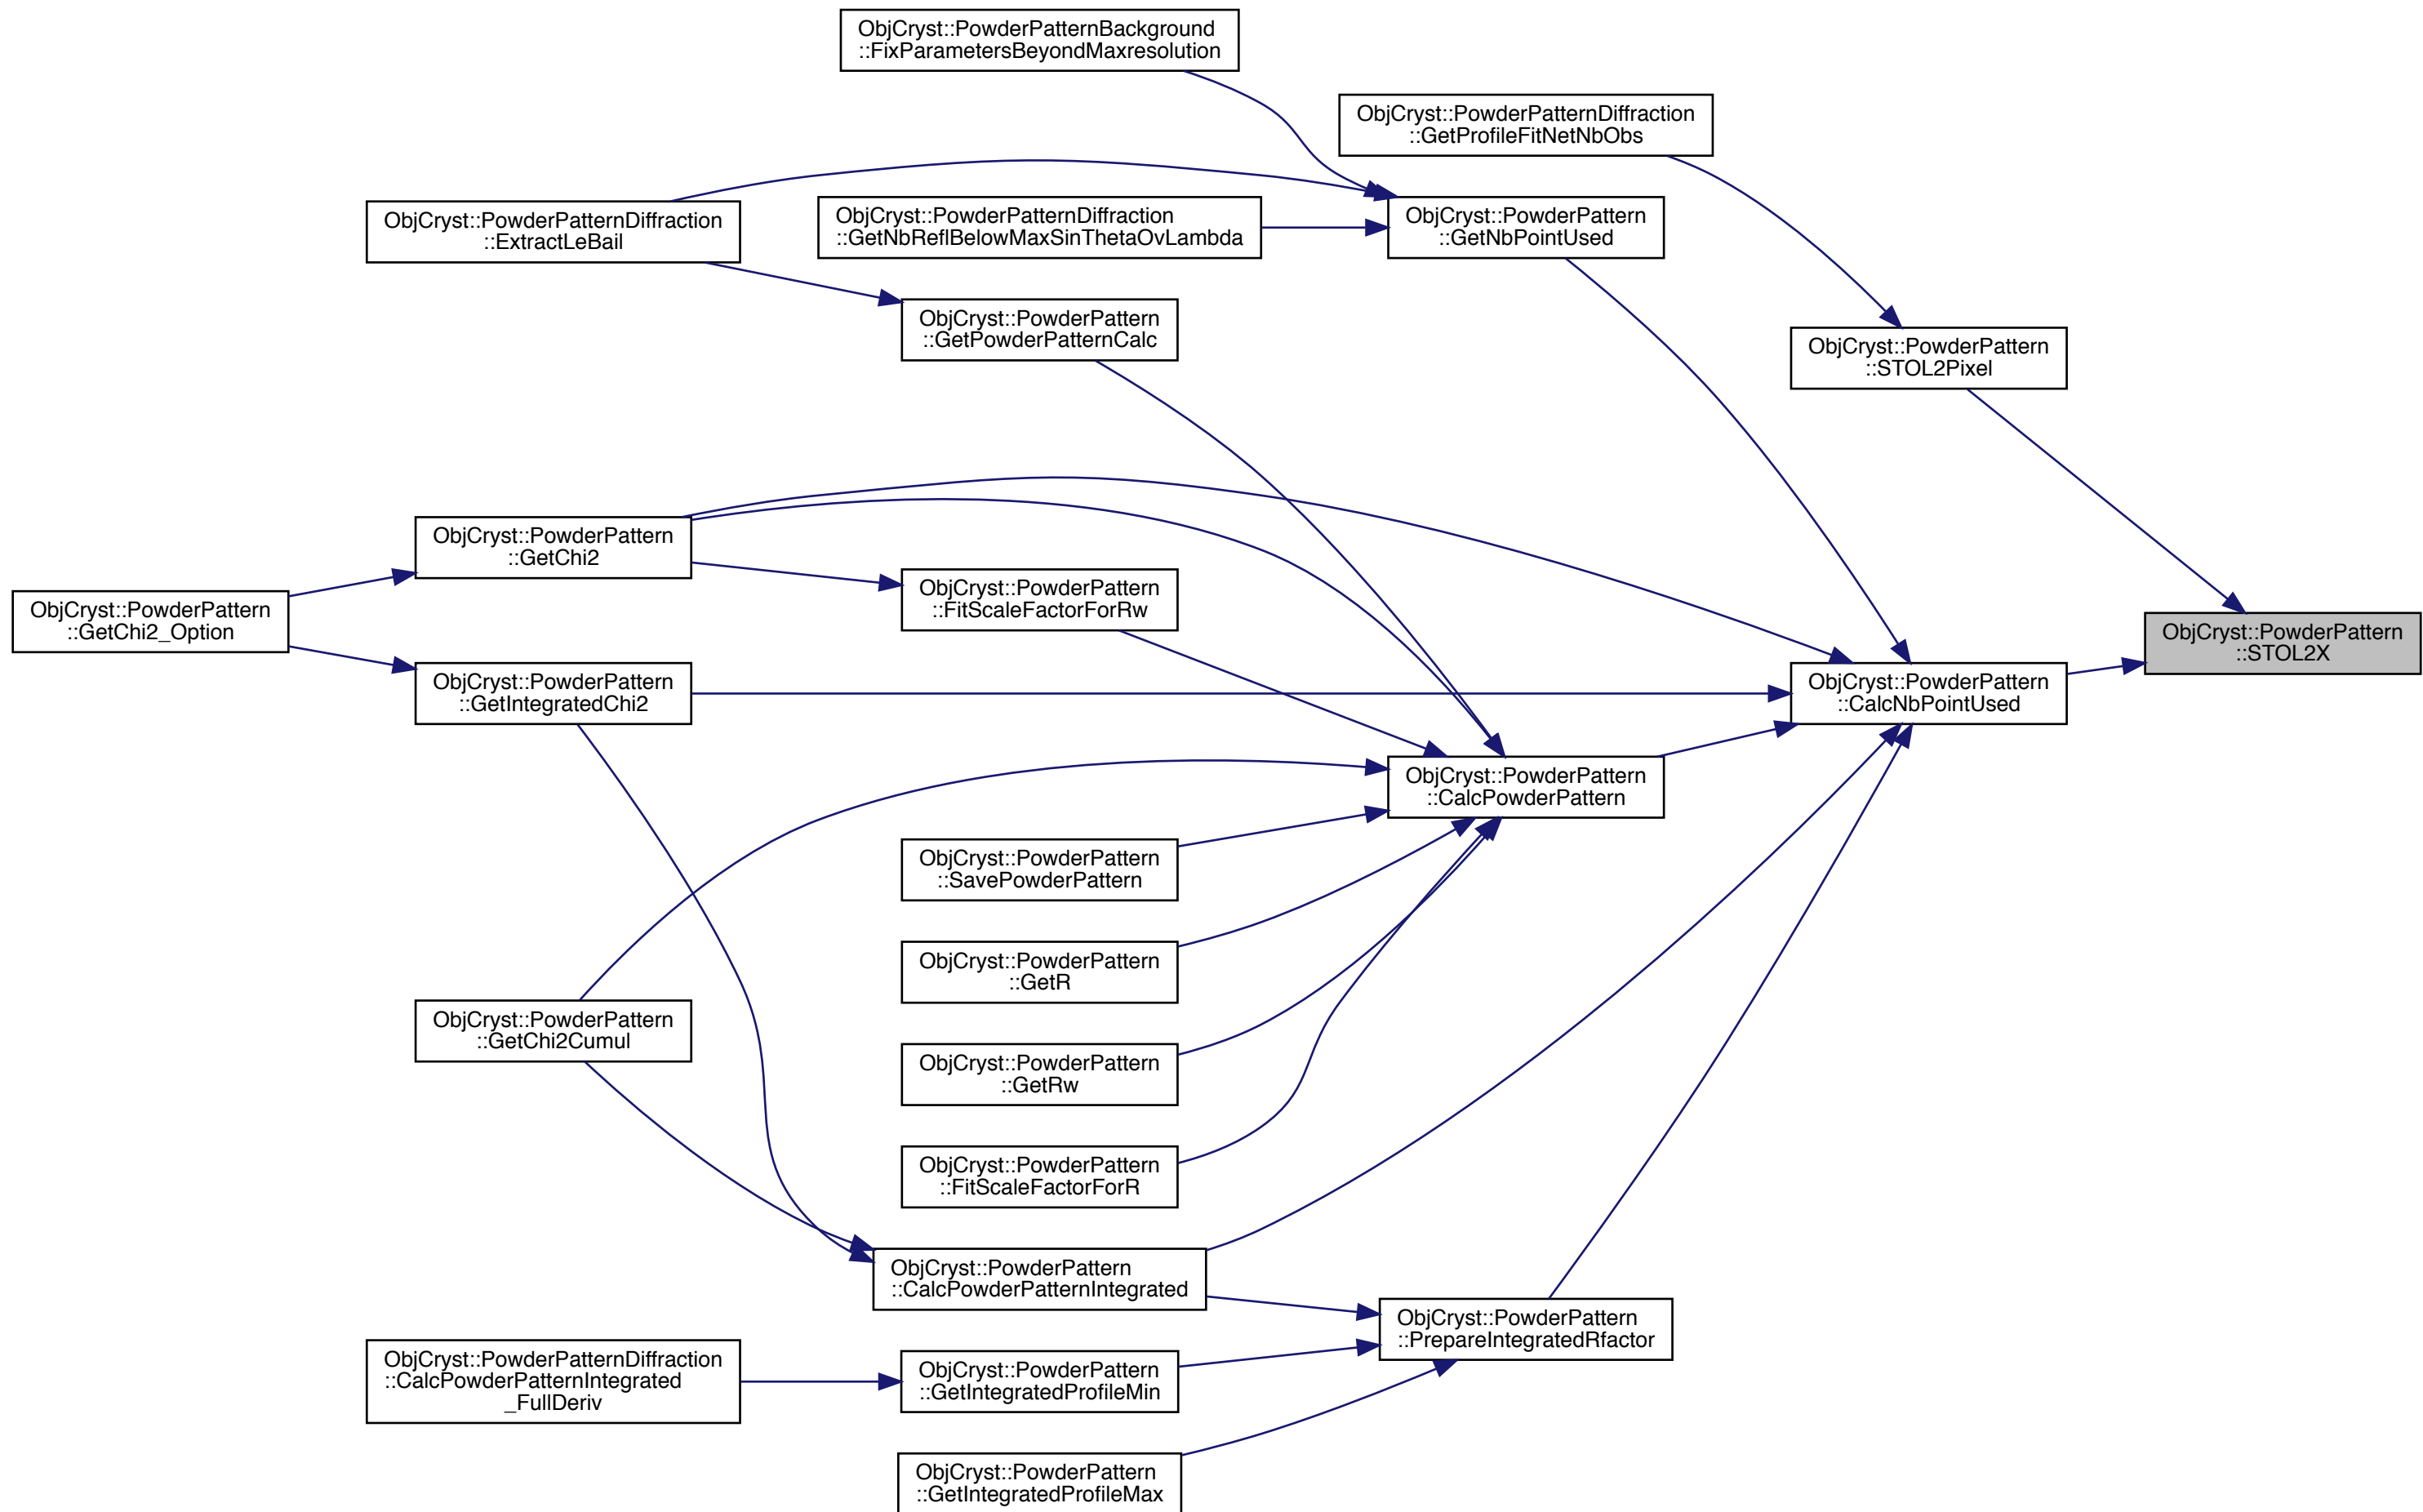 ObjCryst::PowderPatternBackground
::FixParametersBeyondMaxresolution
ObjCryst::PowderPatternDiffraction
::GetProfileFitNetNbObs
ObjCryst::PowderPatternDiffraction
::ExtractLeBail
ObjCryst::PowderPatternDiffraction
::GetNbReflBelowMaxSinThetaOvLambda
ObjCryst::PowderPattern
::GetNbPointUsed
ObjCryst::PowderPattern
::GetPowderPatternCalc
ObjCryst::PowderPattern
::STOL2Pixel
ObjCryst::PowderPattern
::GetChi2
ObjCryst::PowderPattern
::FitScaleFactorForRw
ObjCryst::PowderPattern
::GetChi2_Option
ObjCryst::PowderPattern
::STOL2X
ObjCryst::PowderPattern
::GetIntegratedChi2
ObjCryst::PowderPattern
::CalcNbPointUsed
ObjCryst::PowderPattern
::CalcPowderPattern
ObjCryst::PowderPattern
::SavePowderPattern
ObjCryst::PowderPattern
::GetR
ObjCryst::PowderPattern
::GetChi2Cumul
ObjCryst::PowderPattern
::GetRw
ObjCryst::PowderPattern
::FitScaleFactorForR
ObjCryst::PowderPattern
::CalcPowderPatternIntegrated
ObjCryst::PowderPattern
::PrepareIntegratedRfactor
ObjCryst::PowderPatternDiffraction
::CalcPowderPatternIntegrated
_FullDeriv
ObjCryst::PowderPattern
::GetIntegratedProfileMin
ObjCryst::PowderPattern
::GetIntegratedProfileMax